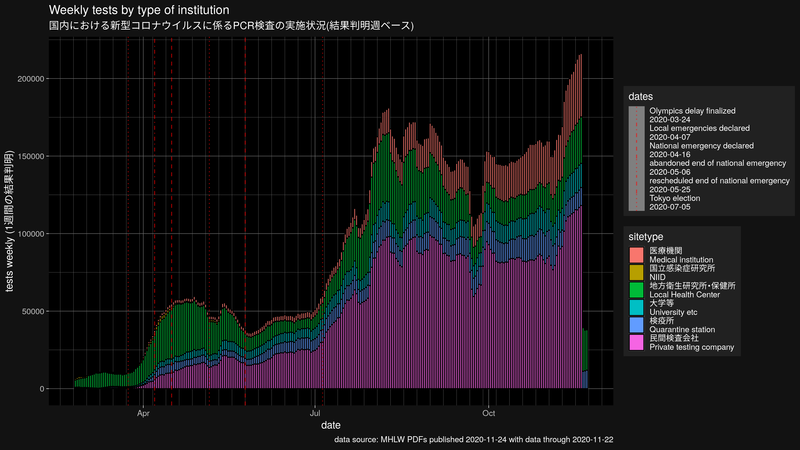 Weekly tests by type of institution
国内における新型コロナウイルスに係るPCR検査の実施状況(結果判明週ベース)
tests weekly (1週間の結果判明)
200000
150000
100000
50000
0
Apr
Jul
Oct
date
dates
Olympics delay finalized
2020-03-24
Local emergencies declared
2020-04-07
National emergency declared
2020-04-16
abandoned end of national emergency
2020-05-06
rescheduled end of national emergency
2020-05-25
Tokyo election
2020-07-05
sitetype
医療機関
Medical institution
国立感染症研究所
NIID
地方衛生研究所・保健所
Local Health Center
大学等
University etc
検疫所
Quarantine station
民間検査会社
Private testing company
data source: MHLW PDFs published 2020-11-24 with data through 2020-11-22